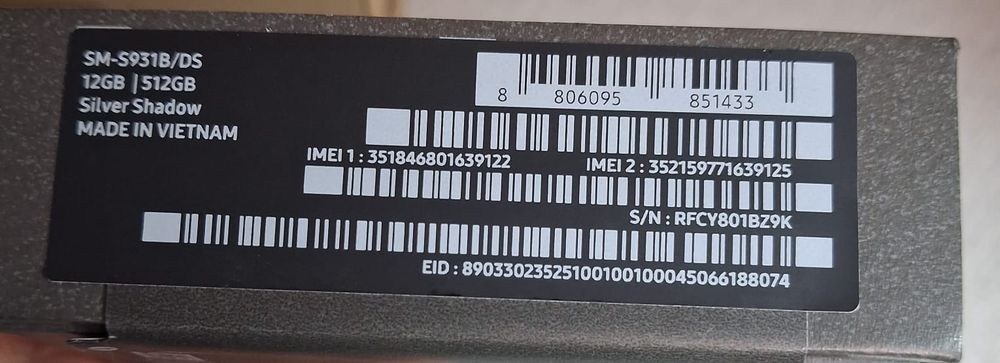 SM-S931B/DS
12GB | 512GB
Silver Shadow
MADE IN VIETNAM
8 806095 851433
IMEI 1 : 351846801639122 IMEI 2 : 352159771639125
S/N : RFCY801BZ9K
EID : 89033023525100100100045066188074